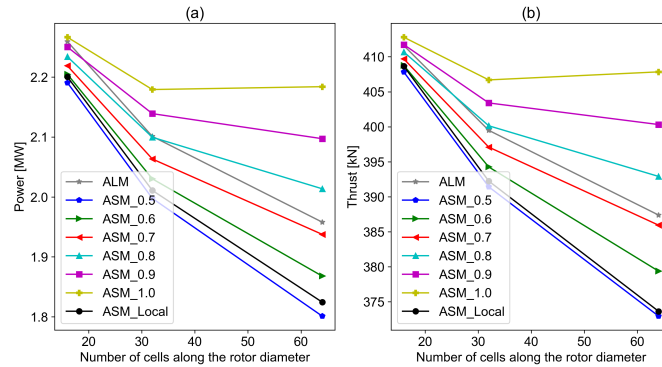 (a)
Power [MW]
2.2
2.1
2.0
1.9
1.8
ALM
ASM_0.5
ASM_0.6
ASM_0.7
ASM_0.8
ASM_0.9
ASM_1.0
ASM_Local
20 30 40 50 60
Number of cells along the rotor diameter
(b)
Thrust [kN]
410
405
400
395
390
385
380
375
ALM
ASM_0.5
ASM_0.6
ASM_0.7
ASM_0.8
ASM_0.9
ASM_1.0
ASM_Local
20 30 40 50 60
Number of cells along the rotor diameter